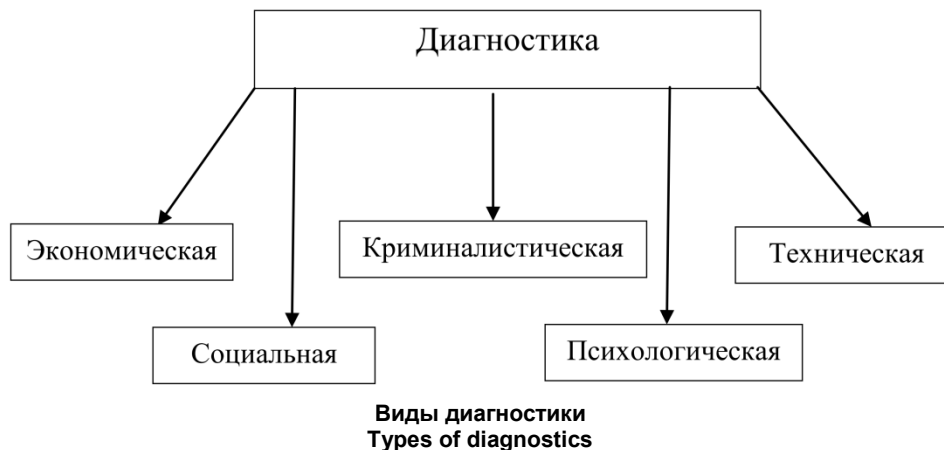 Диагностика
Экономическая
Криминалистическая
Техническая
Социальная
Психологическая
Виды диагностики
Types of diagnostics